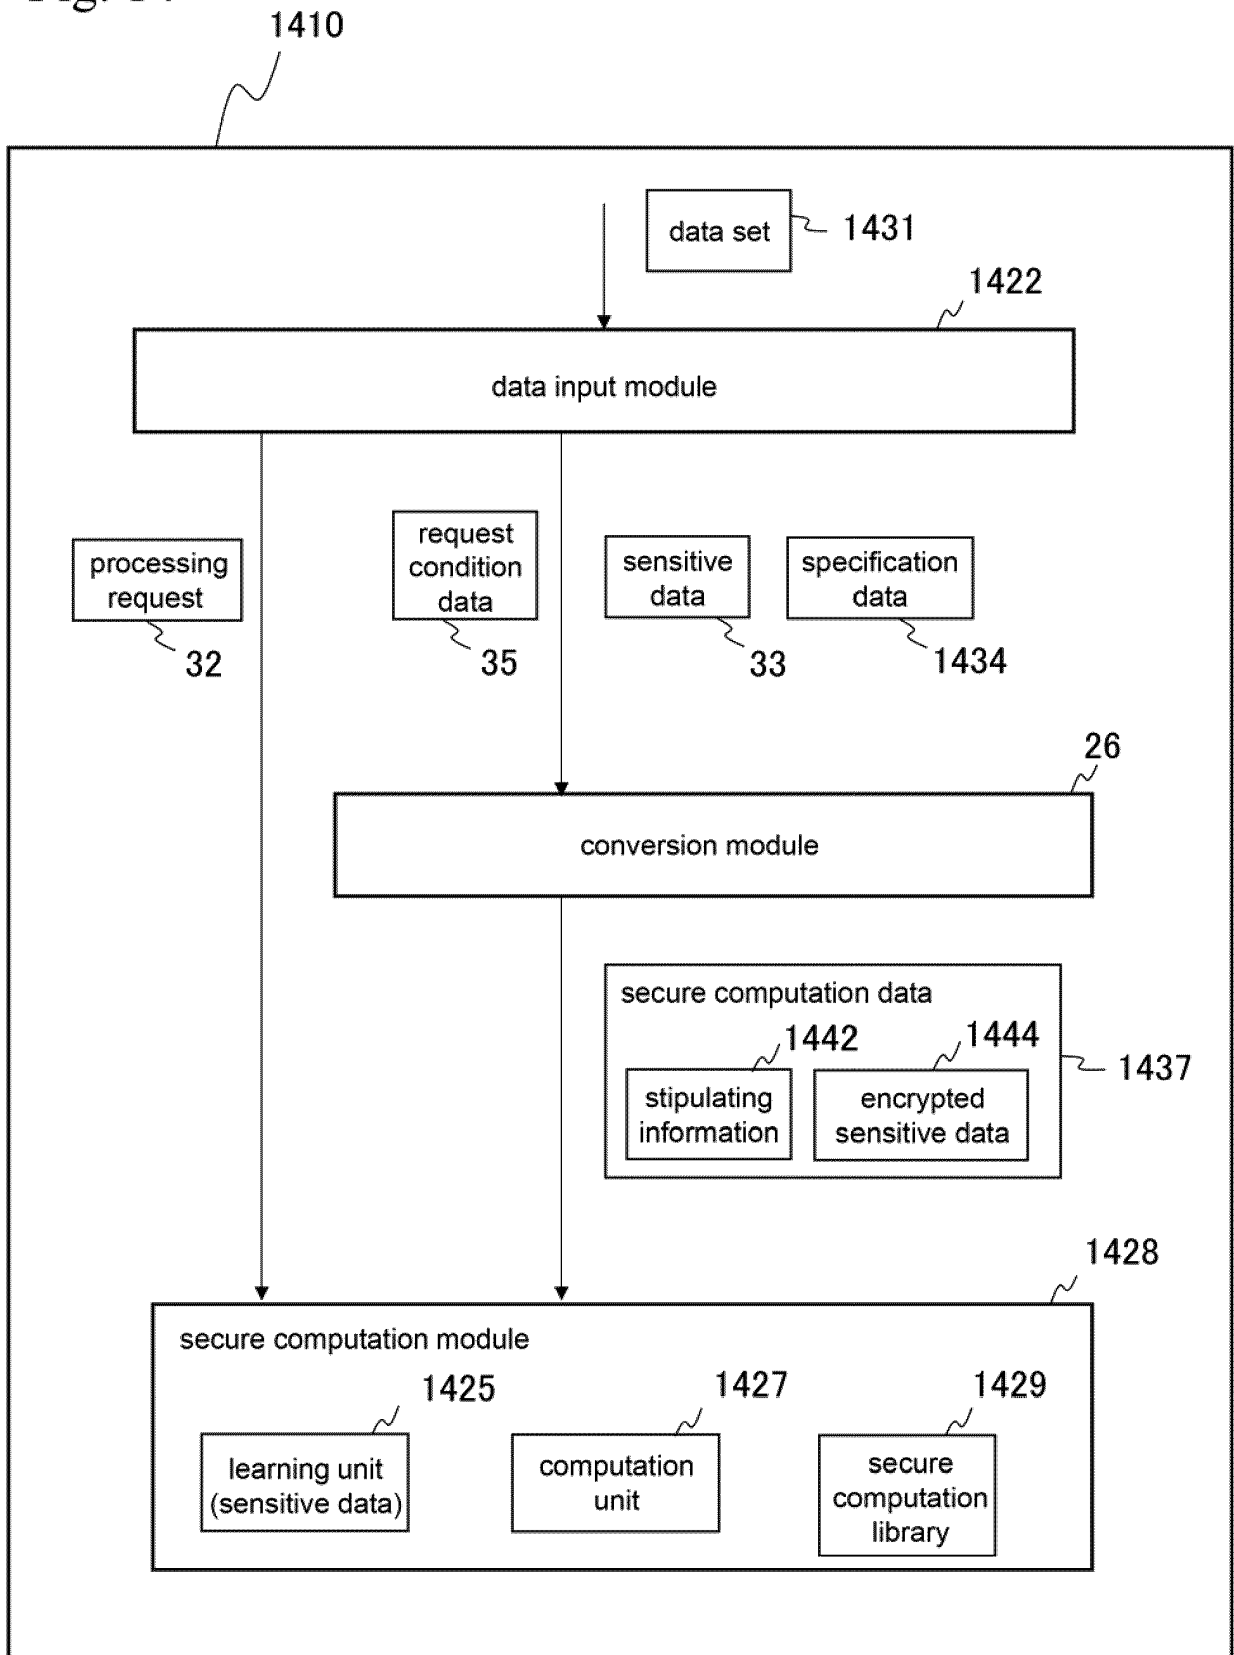 1410
data set
1431
1422
data input module
processing
request
32
request
condition
data
35
sensitive
data
33
specification
data
1434
26
conversion module
secure computation data
1442
1444
1437
stipulating
information
encrypted
sensitive data
1428
secure computation module
1425
1427
1429
learning unit
(sensitive data)
computation
unit
secure
computation
library